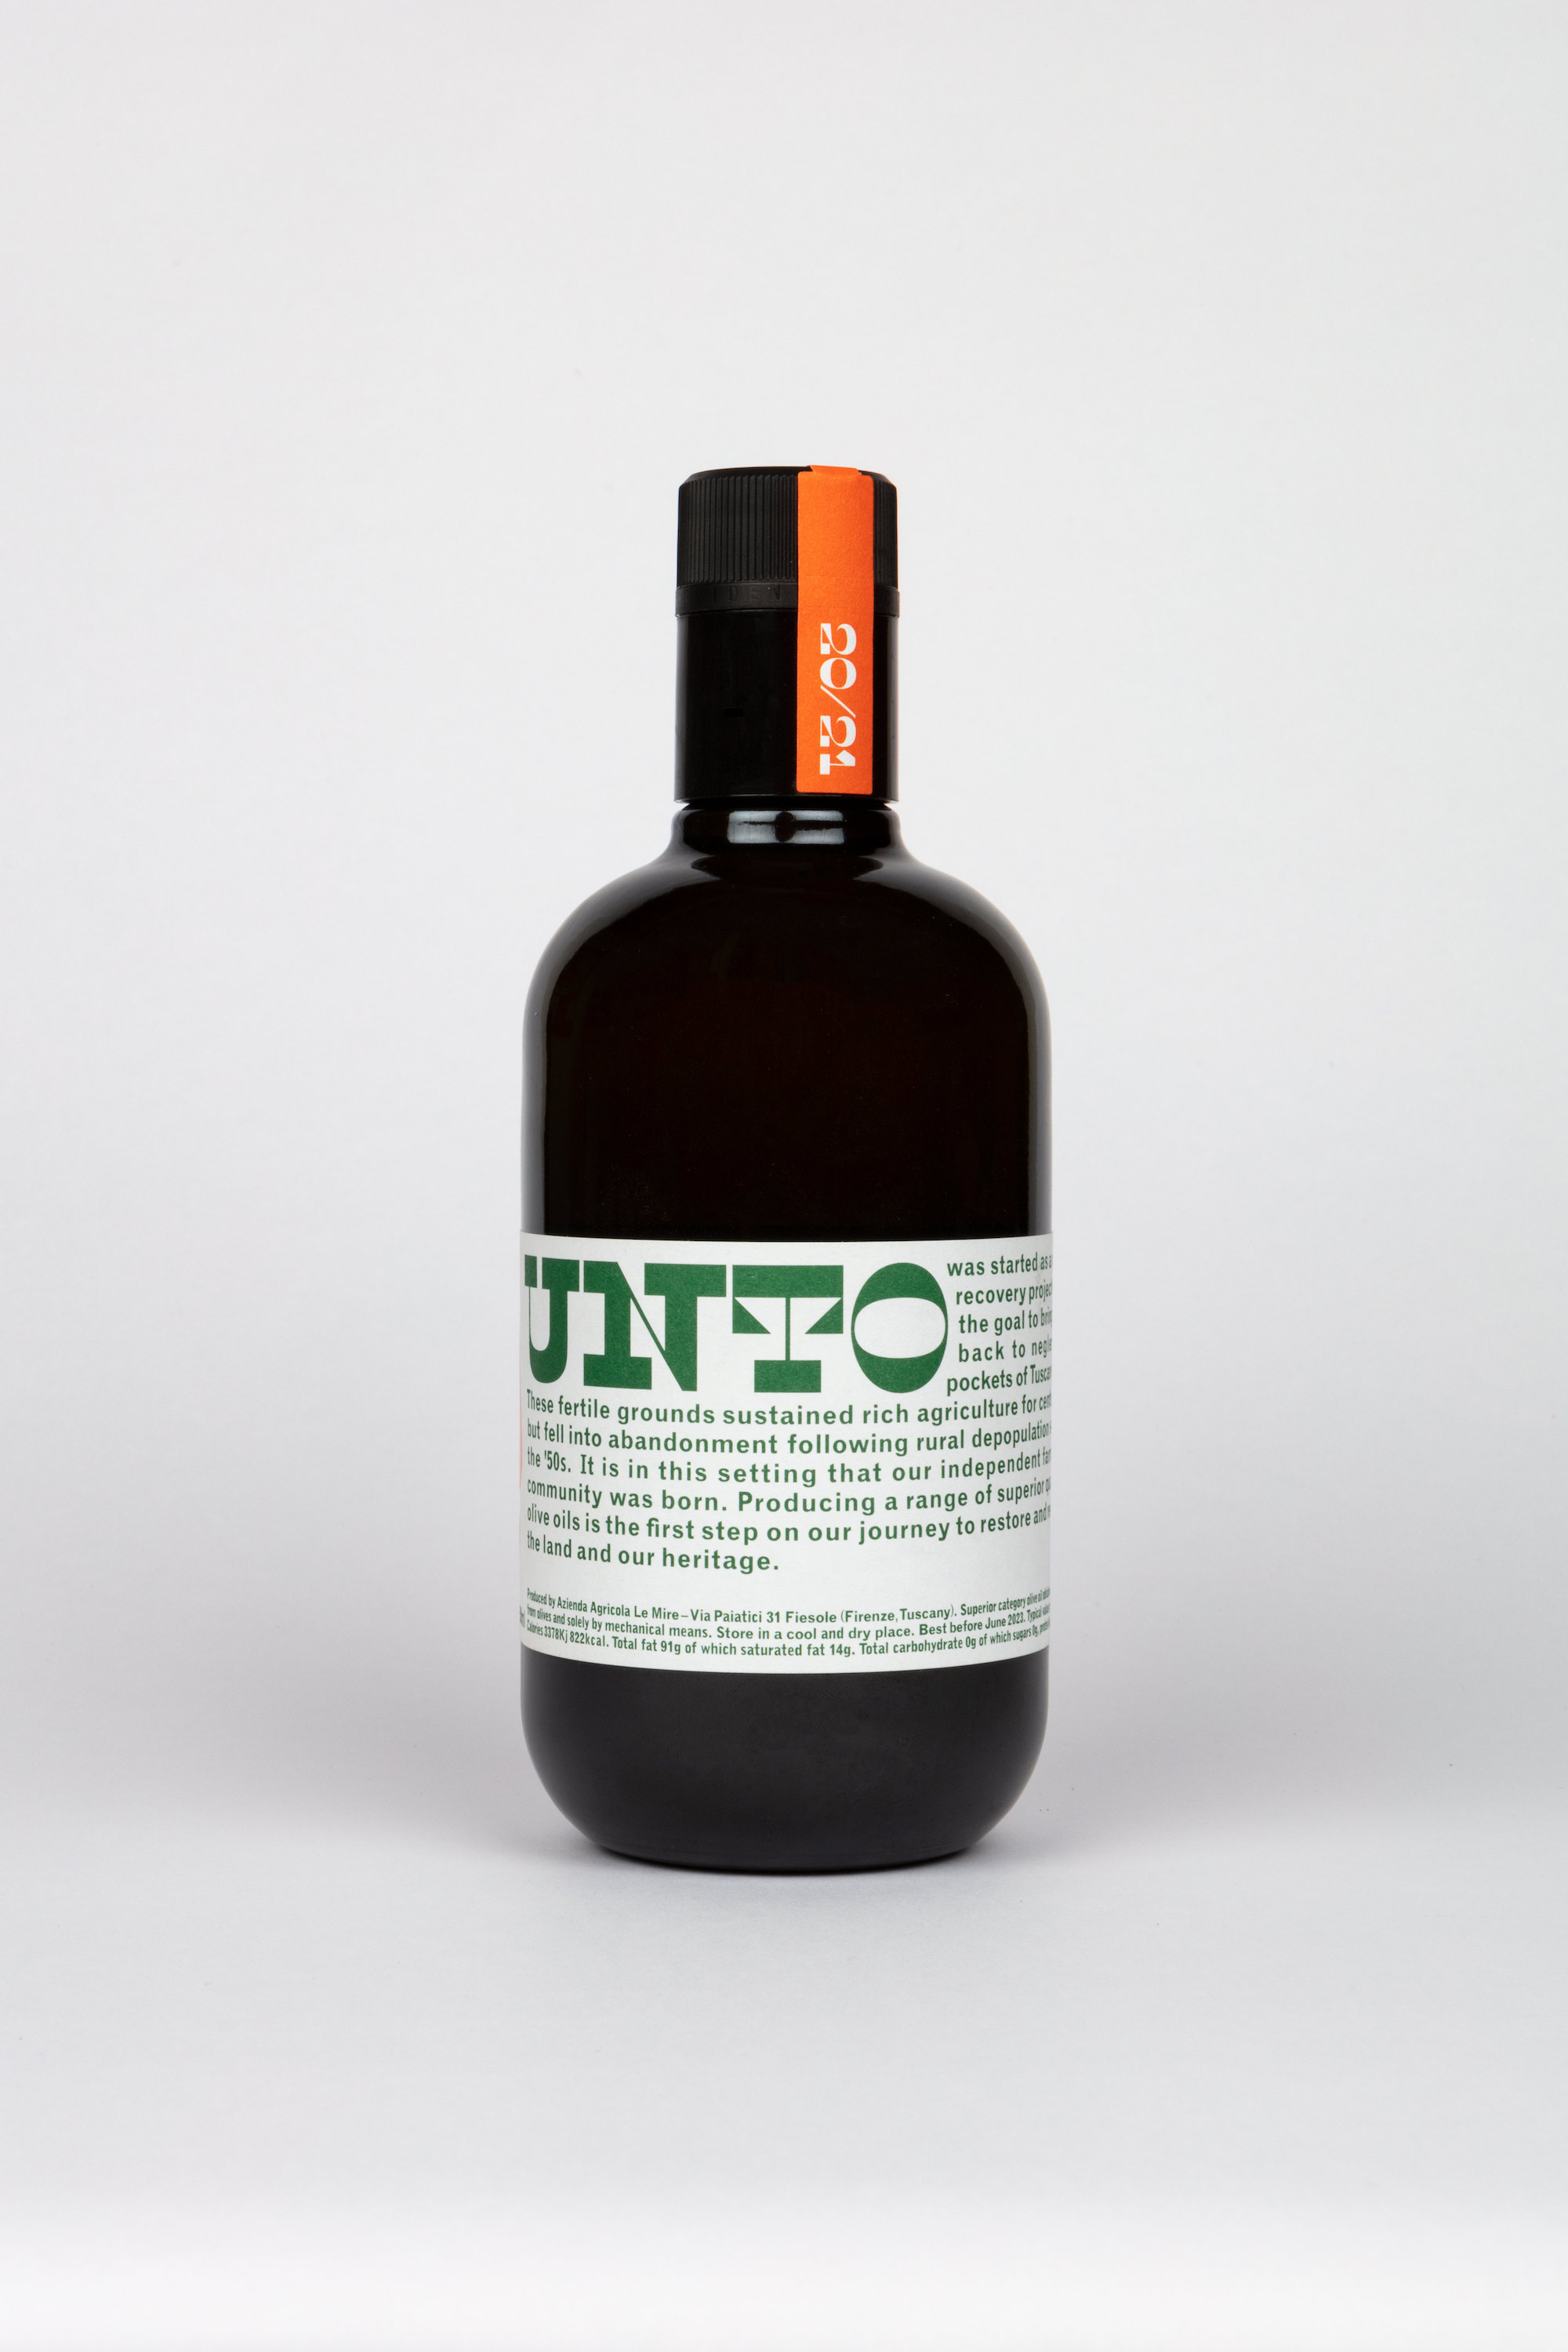 20/21
UNTO
was started as
recovery
the goal to
back to
pockets of
These fertile grounds sustained rich agriculture for
but fell into abandonment following rural depopulation
the '50s. It is in this setting that our independent
community was born. Producing a range of superior
olive oils is the first step on our journey to restore and
the land and our heritage.
Produced by Azienda Agricola Le Mire–Via Paiatici 31 Fiesole (Firenze, Tuscany). Superior category olive oil
from olives and solely by mechanical means. Store in a cool and dry place. Best before June 2023. Typical
Calories 3378Kj 822kcal. Total fat 91g of which saturated fat 14g. Total carbohydrate 0g of which sugars 0g,